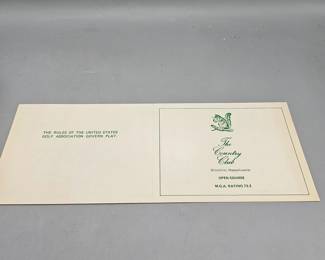 THE RULES OF THE UNITED STATES
GOLF ASSOCIATION GOVERN PLAY.
The
Country
Club
Brookline, Massachusetts
OPEN COURSE
M.G.A. RATING 73.5